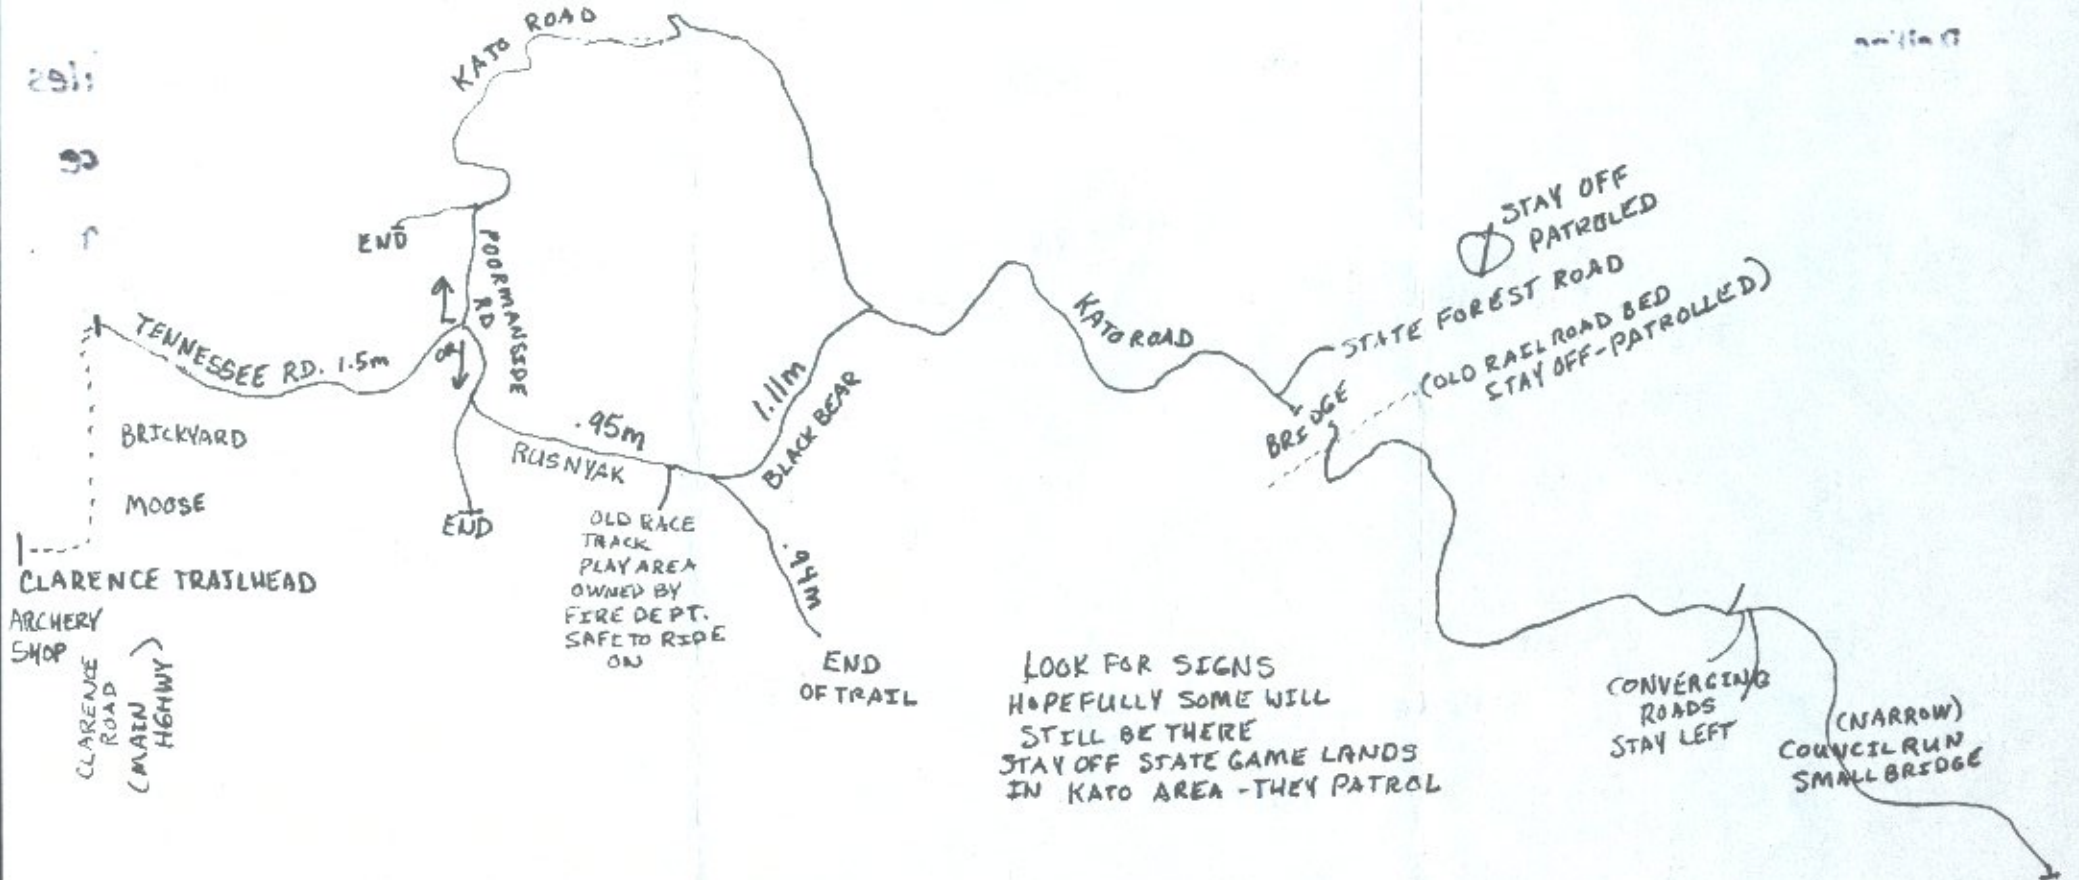 KATO ROAD
END
POORMANSIDE
RD
TENNESSEE RD. 1.5m
OR
BRICKYARD
MOOSE
CLARENCE TRAILHEAD
ARCHERY
SHOP
CLARENCE
ROAD
(MAIN
HGHWY)
END
.95m
RUSNYAK
OLD RACE
TRACK
PLAY AREA
OWNED BY
FIRE DEPT.
SAFE TO RIDE
ON
1.11m
BLACK BEAR
.94m
END
OF TRAIL
KATO ROAD
STAY OFF
PATROLED
STATE FOREST ROAD
(OLD RAILROAD BED
STAY OFF-PATROLLED)
BRIDGE
LOOK FOR SIGNS
HOPEFULLY SOME WILL
STILL BE THERE
STAY OFF STATE GAME LANDS
IN KATO AREA - THEY PATROL
CONVERGING
ROADS
STAY LEFT
(NARROW)
COUNCIL RUN
SMALL BRIDGE